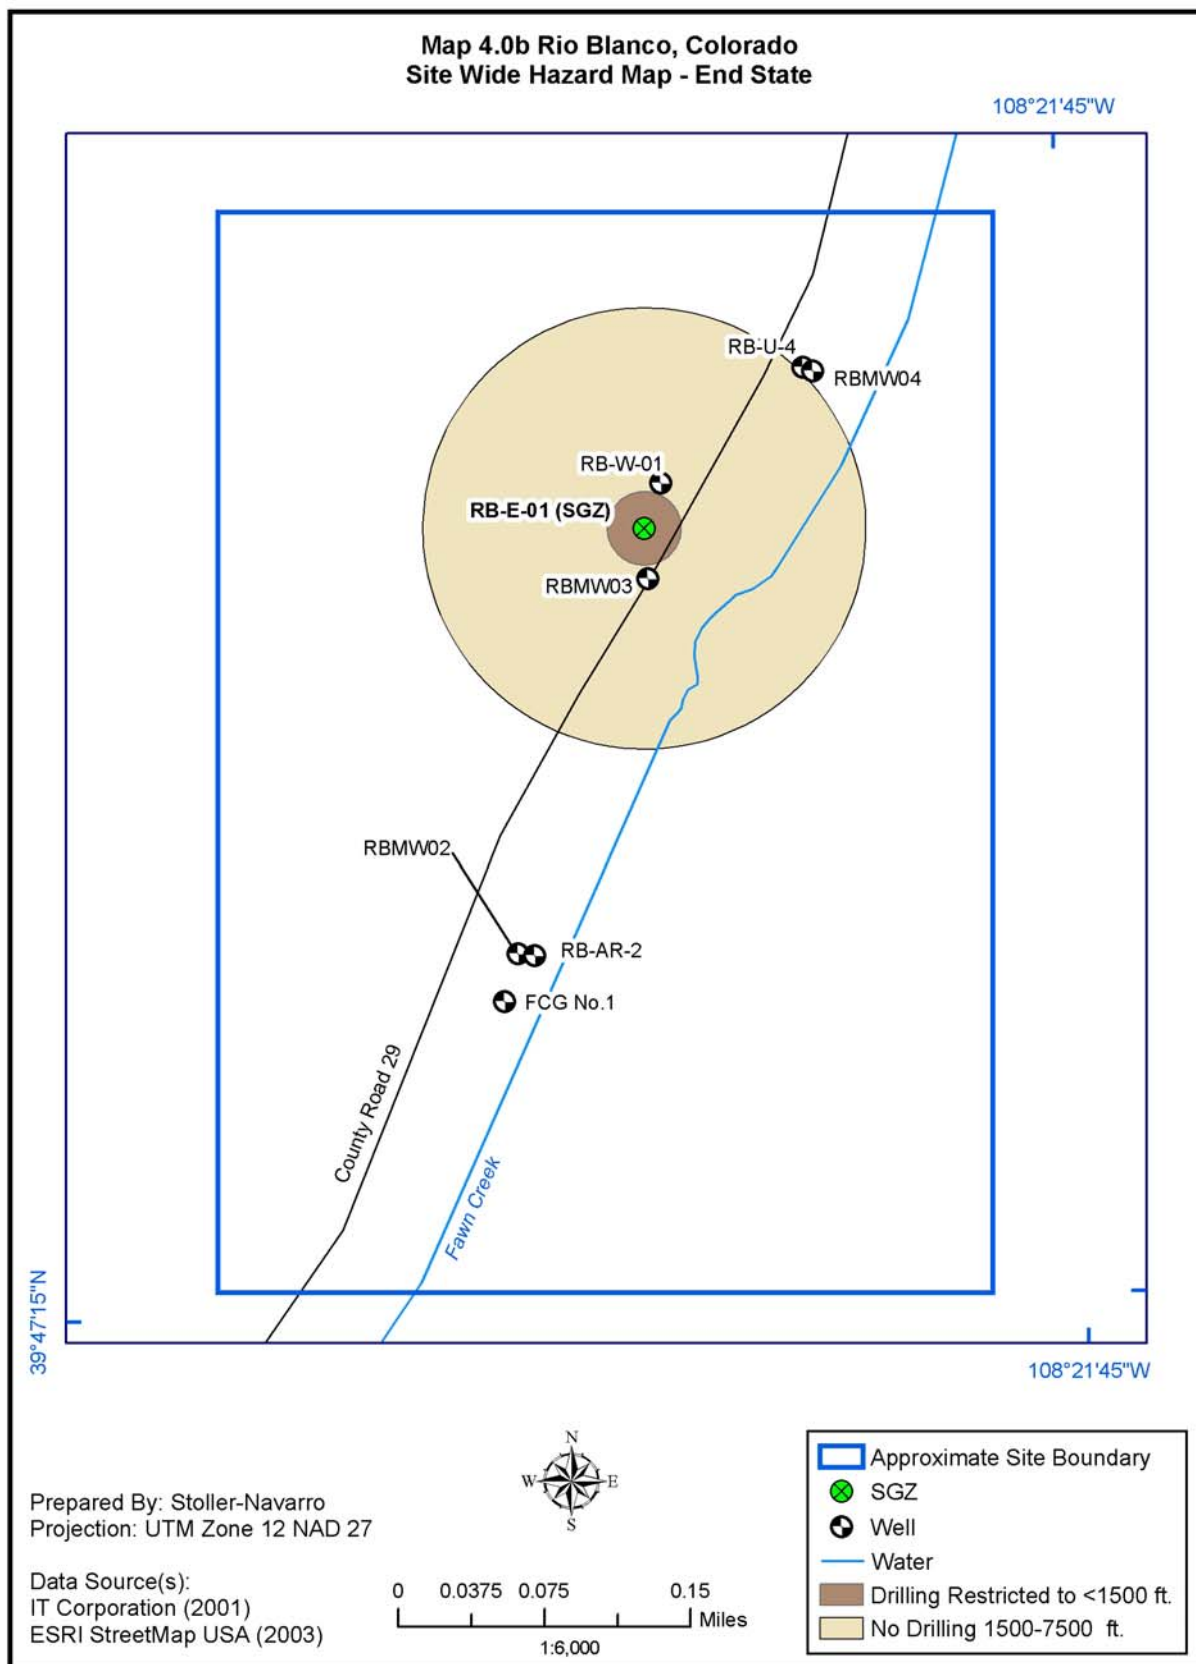 Map 4.0b Rio Blanco, Colorado
Site Wide Hazard Map - End State
108°21'45"W
RB-U-4
RBMW04
RB-W-01
RB-E-01 (SGZ)
RBMW03
RBMW02
RB-AR-2
FCG No.1
County Road 29
Fawn Creek
39°47'15"N
108°21'45"W
N
W
E
S
Prepared By: Stoller-Navarro
Projection: UTM Zone 12 NAD 27
Data Source(s):
IT Corporation (2001)
ESRI StreetMap USA (2003)
0 0.0375 0.075 0.15
Miles
1:6,000
Approximate Site Boundary
SGZ
Well
Water
Drilling Restricted to <1500 ft.
No Drilling 1500-7500 ft.